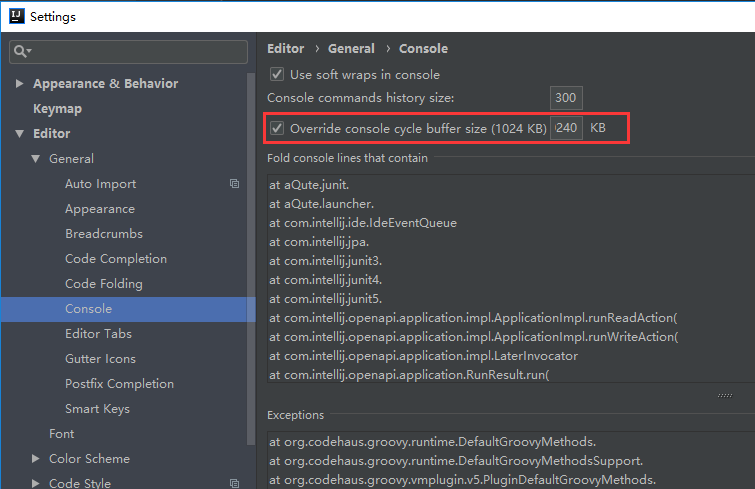 IJ Settings
Appearance & Behavior
Keymap
Editor
General
Auto Import
Appearance
Breadcrumbs
Code Completion
Code Folding
Console
Editor Tabs
Gutter Icons
Postfix Completion
Smart Keys
Font
Color Scheme
Code Style
Editor › General › Console
Use soft wraps in console
Console commands history size: 300
Override console cycle buffer size (1024 KB) 240 KB
Fold console lines that contain
at aQute.junit.
at aQute.launcher.
at com.intellij.ide.IdeEventQueue
at com.intellij.jpa.
at com.intellij.junit3.
at com.intellij.junit4.
at com.intellij.junit5.
at com.intellij.openapi.application.impl.ApplicationImpl.runReadAction(
at com.intellij.openapi.application.impl.ApplicationImpl.runWriteAction(
at com.intellij.openapi.application.impl.LaterInvocator
at com.intellij.openapi.application.RunResult.run(
Exceptions
at org.codehaus.groovy.runtime.DefaultGroovyMethods.
at org.codehaus.groovy.runtime.DefaultGroovyMethodsSupport.
at org.codehaus.groovy.vmplugin.v5.PluginDefaultGroovyMethods.